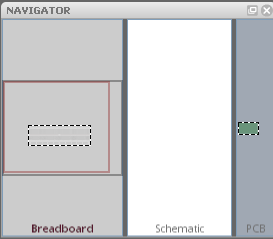 NAVIGATOR
Breadboard
Schematic
PCB